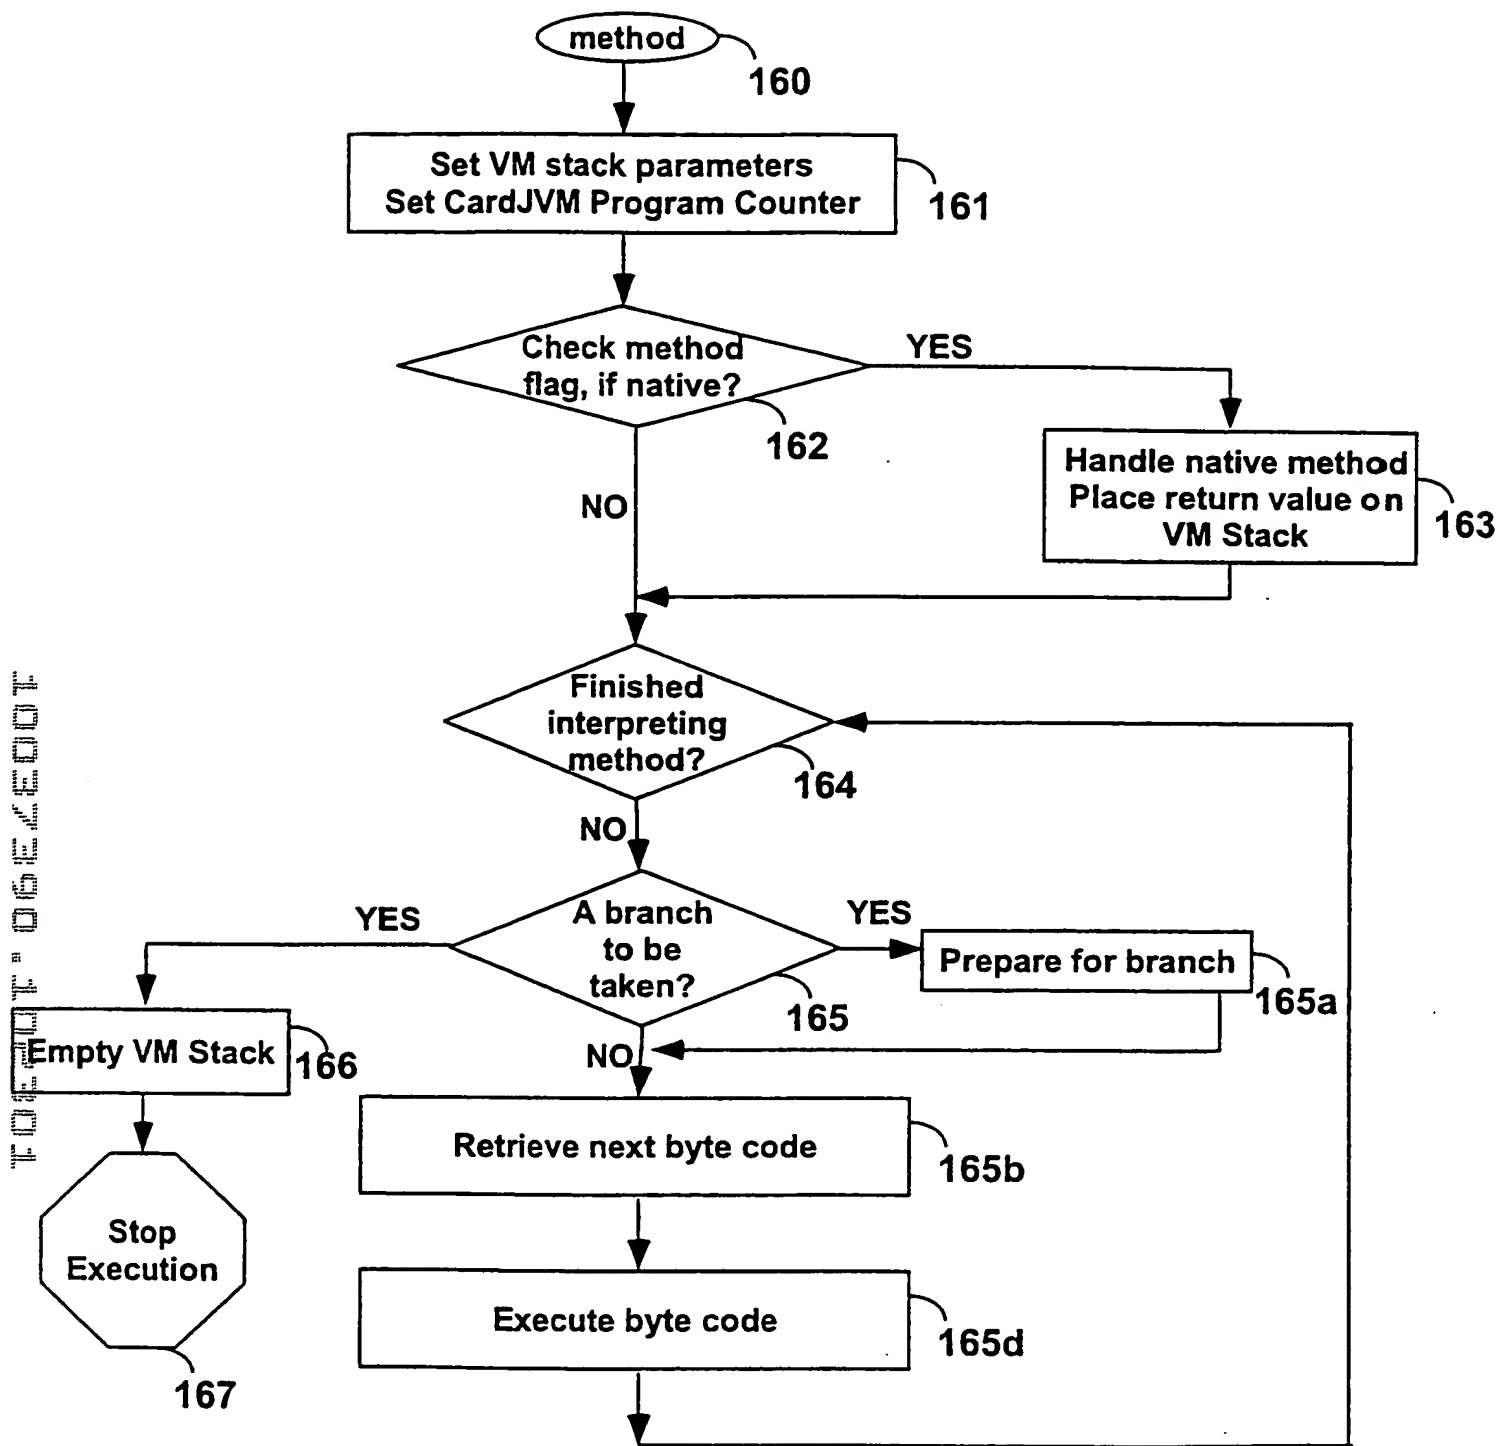 method
160
Set VM stack parameters
Set CardJVM Program Counter
161
Check method
flag, if native?
162
YES
Handle native method
Place return value on
VM Stack
163
NO
Finished
interpreting
method?
164
NO
A branch
to be
taken?
165
YES
YES
Prepare for branch
165a
Empty VM Stack
166
NO
Retrieve next byte code
165b
Stop
Execution
167
Execute byte code
165d